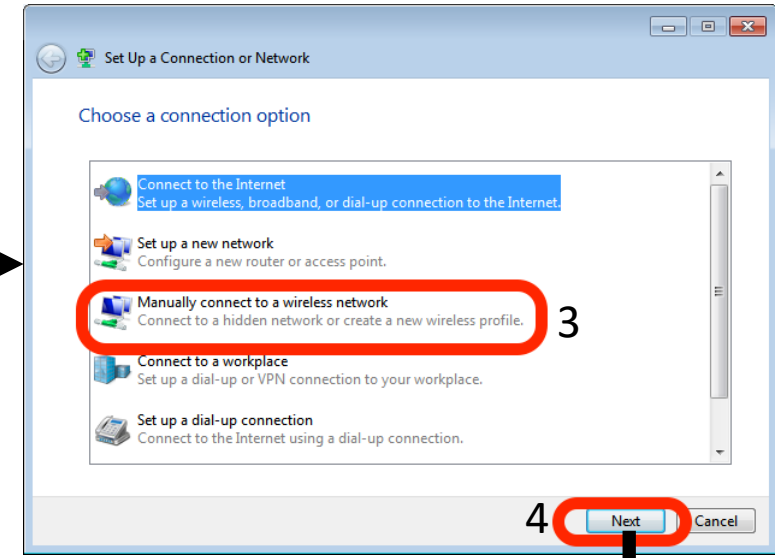 Set Up a Connection or Network
Choose a connection option
Connect to the Internet
Set up a wireless, broadband, or dial-up connection to the Internet.
Set up a new network
Configure a new router or access point.
Manually connect to a wireless network
Connect to a hidden network or create a new wireless profile.
3
Connect to a workplace
Set up a dial-up or VPN connection to your workplace.
Set up a dial-up connection
Connect to the Internet using a dial-up connection.
4 Next Cancel